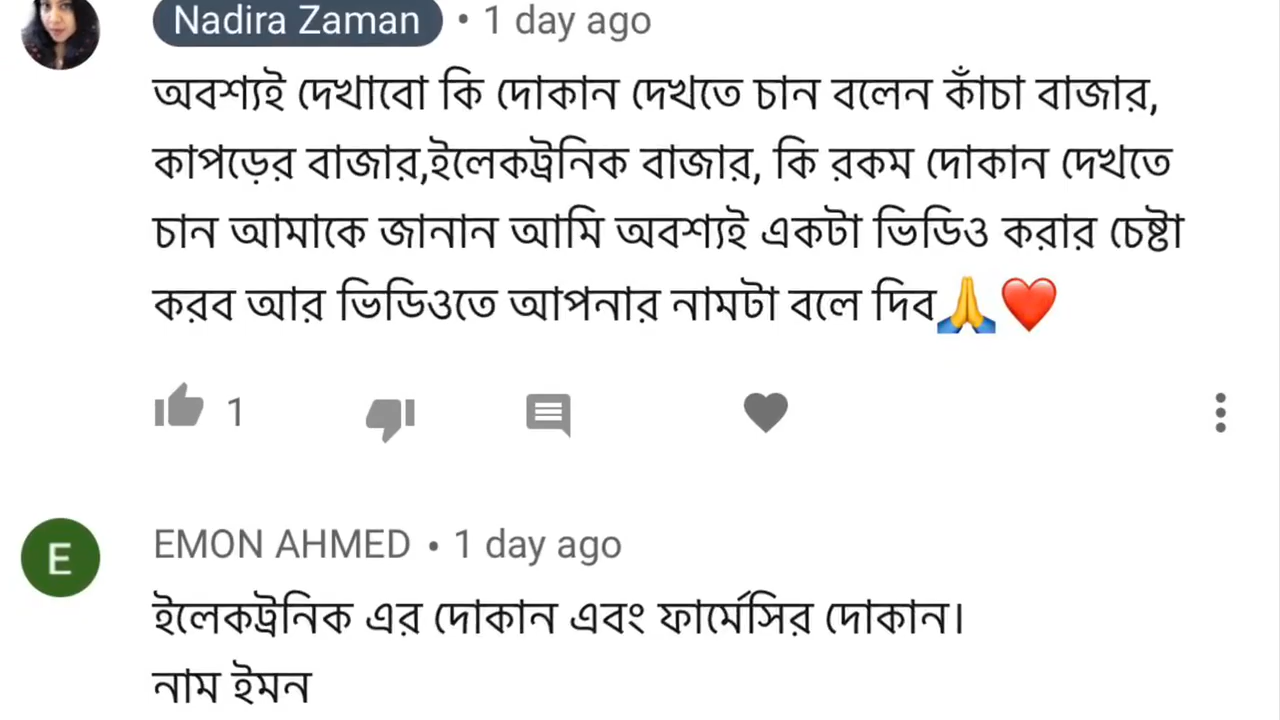 Nadira Zaman • 1 day ago
অবশ্যই দেখাবো কি দোকান দেখতে চান বলেন কাঁচা বাজার,
কাপড়ের বাজার,ইলেকট্রনিক বাজার, কি রকম দোকান দেখতে
চান আমাকে জানান আমি অবশ্যই একটা ভিডিও করার চেষ্টা
করব আর ভিডিওতে আপনার নামটা বলে দিব🙏❤️
1
E
EMON AHMED • 1 day ago
ইলেকট্রনিক এর দোকান এবং ফার্মেসির দোকান।
নাম ইমন